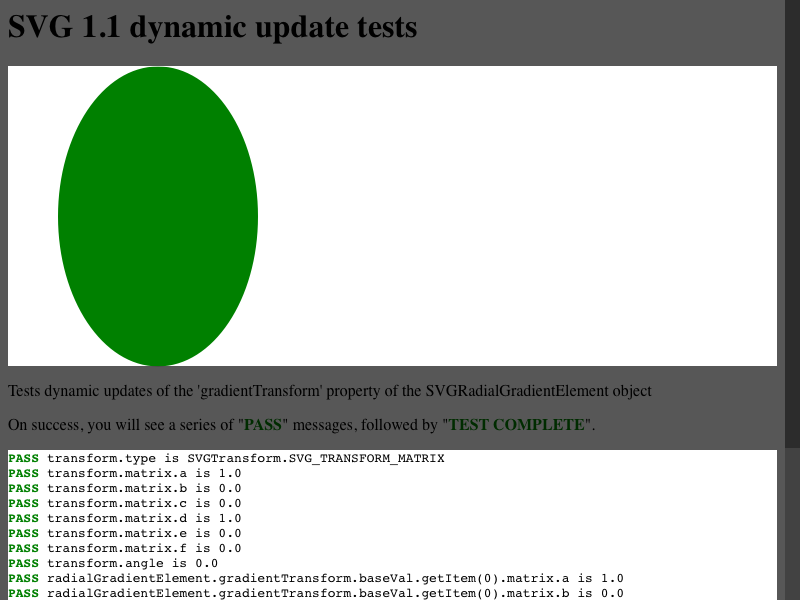 SVG 1.1 dynamic update tests
Tests dynamic updates of the 'gradientTransform' property of the SVGRadialGradientElement object
On success, you will see a series of "PASS" messages, followed by "TEST COMPLETE".
PASS transform.type is SVGTransform.SVG_TRANSFORM_MATRIX
PASS transform.matrix.a is 1.0
PASS transform.matrix.b is 0.0
PASS transform.matrix.c is 0.0
PASS transform.matrix.d is 1.0
PASS transform.matrix.e is 0.0
PASS transform.matrix.f is 0.0
PASS transform.angle is 0.0
PASS radialGradientElement.gradientTransform.baseVal.getItem(0).matrix.a is 1.0
PASS radialGradientElement.gradientTransform.baseVal.getItem(0).matrix.b is 0.0